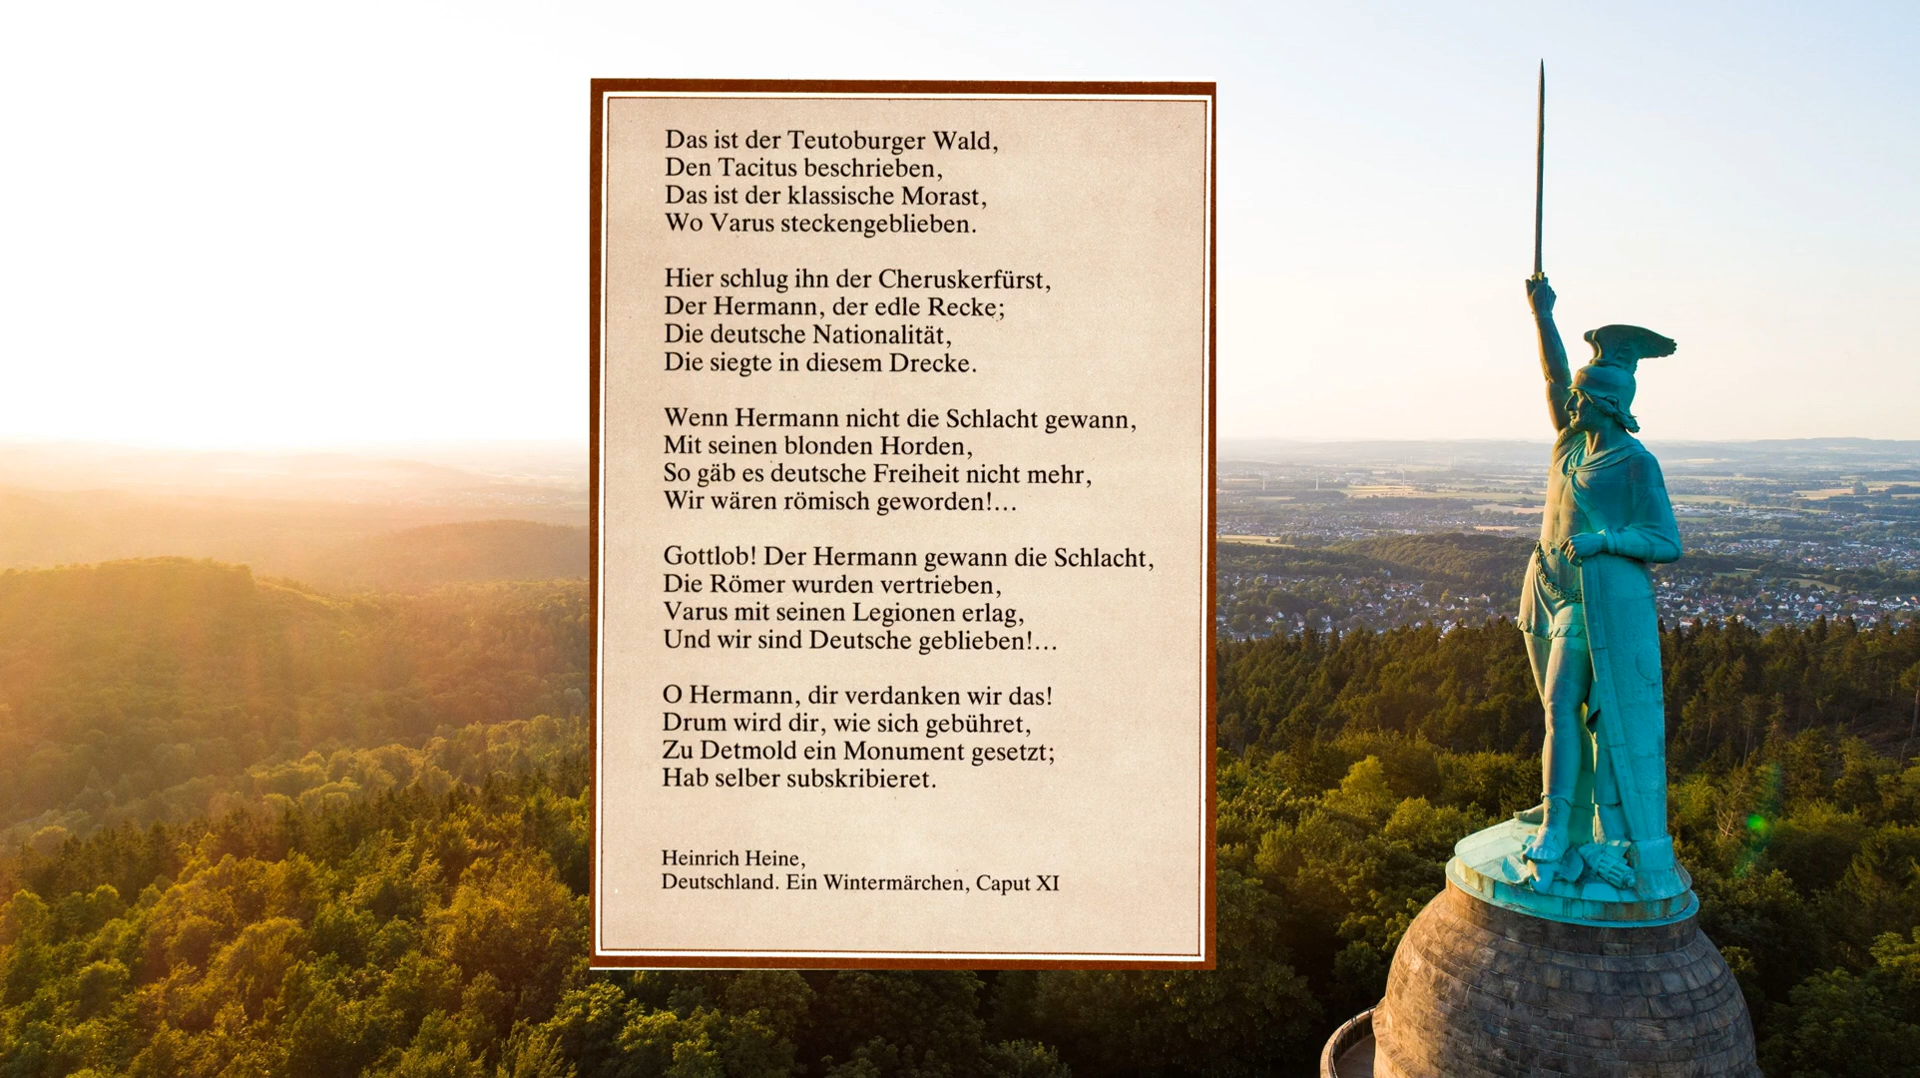 Das ist der Teutoburger Wald,
Den Tacitus beschrieben,
Das ist der klassische Morast,
Wo Varus steckengeblieben.
Hier schlug ihn der Cheruskerfürst,
Der Hermann, der edle Recke;
Die deutsche Nationalität,
Die siegte in diesem Drecke.
Wenn Hermann nicht die Schlacht gewann,
Mit seinen blonden Horden,
So gäb es deutsche Freiheit nicht mehr,
Wir wären römisch geworden!...
Gottlob! Der Hermann gewann die Schlacht,
Die Römer wurden vertrieben,
Varus mit seinen Legionen erlag,
Und wir sind Deutsche geblieben!...
O Hermann, dir verdanken wir das!
Drum wird dir, wie sich gebühret,
Zu Detmold ein Monument gesetzt;
Hab selber subskribieret.
Heinrich Heine,
Deutschland. Ein Wintermärchen, Caput XI